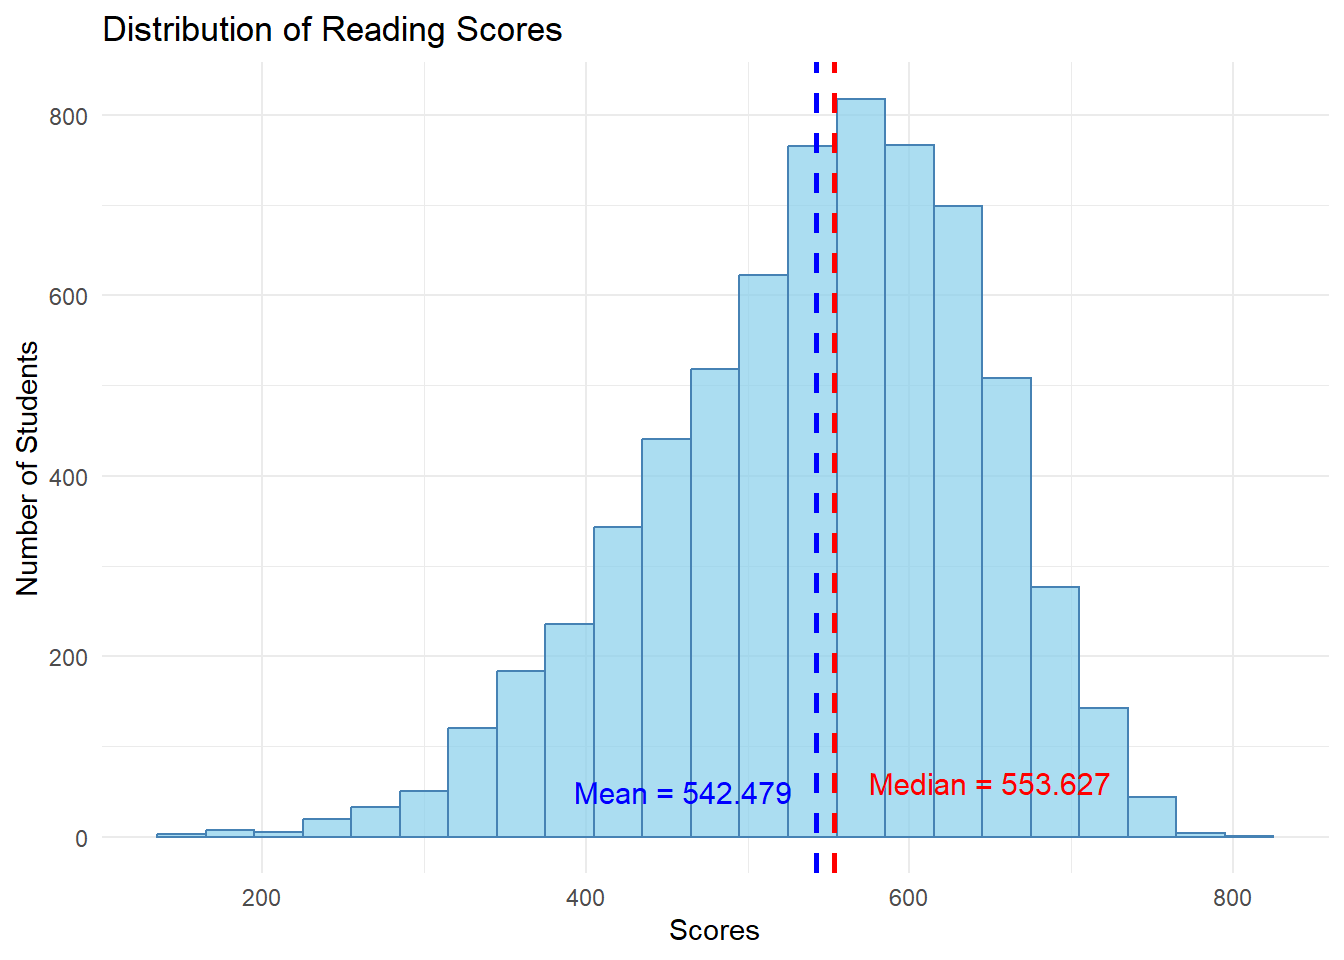 Distribution of Reading Scores
Number of Students
800
600
400
200
0
Mean = 542.479
Median = 553.627
200
400
600
800
Scores